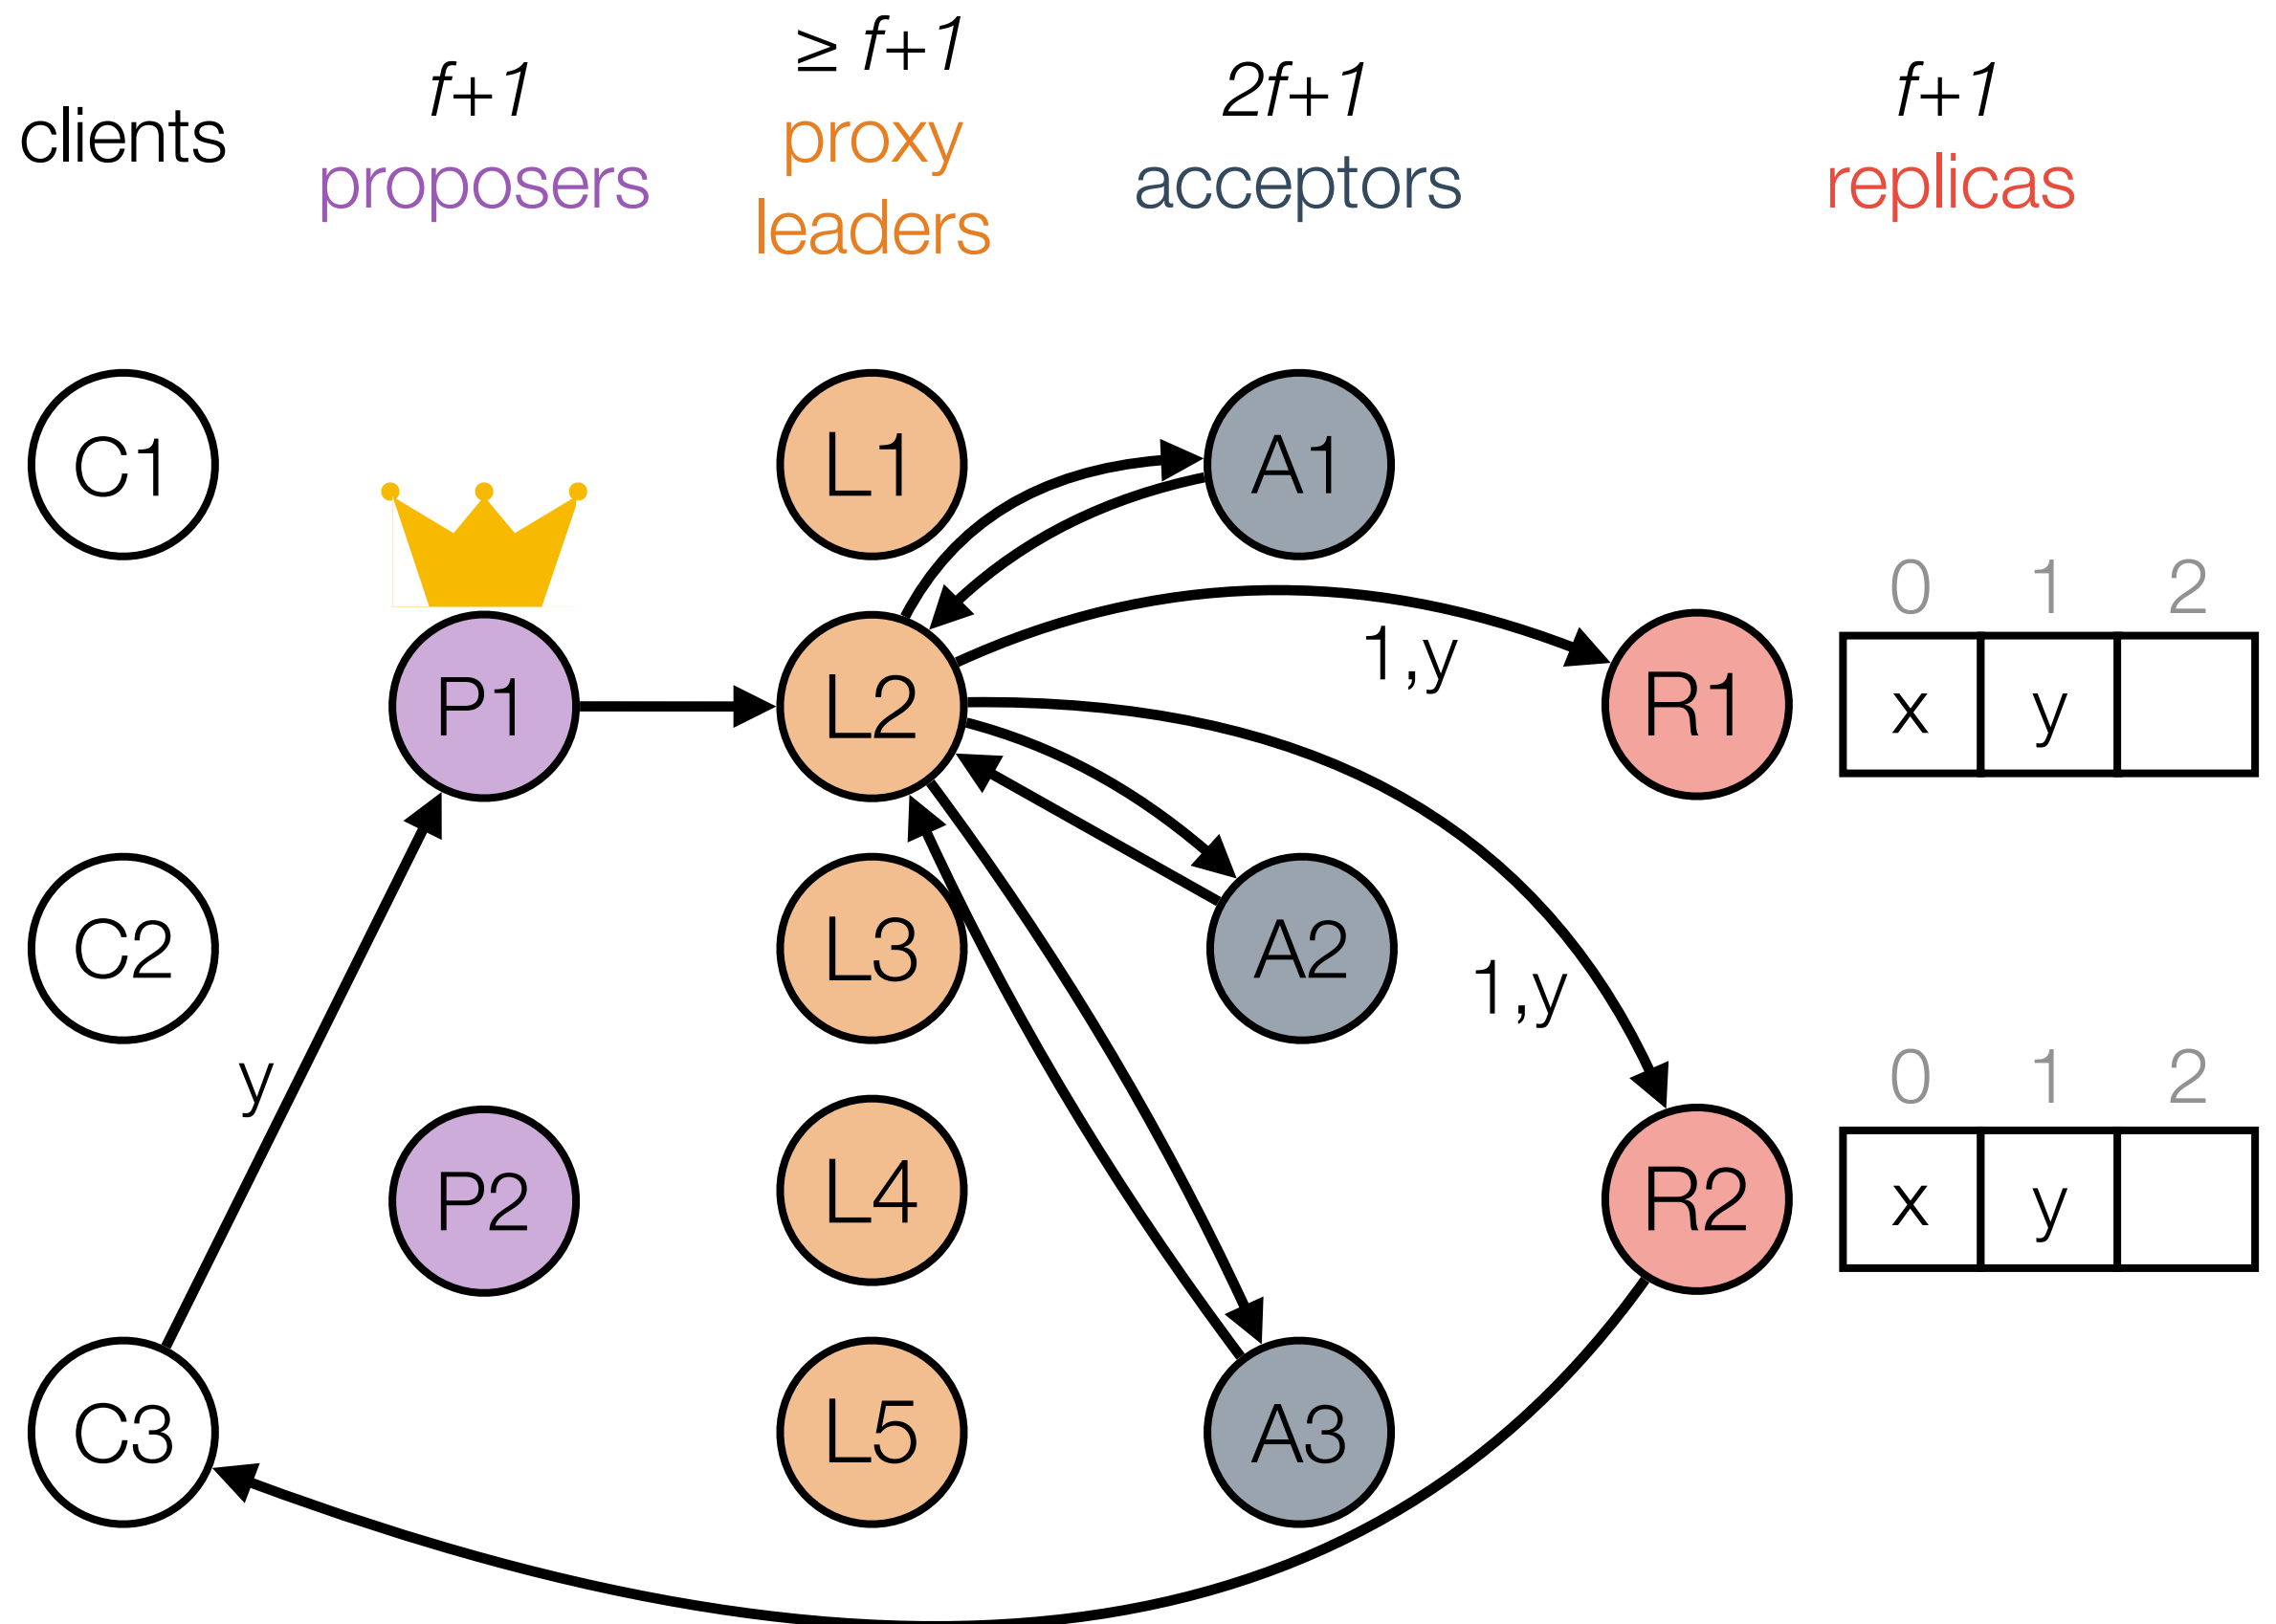 clients
f+1
proposers
≥ f+1
proxy
leaders
2f+1
acceptors
f+1
replicas
C1
L1
A1
0 1 2
P1
L2
1,y
R1
x y
C2
L3
A2
1,y
y
0 1 2
P2
L4
R2
x y
C3
L5
A3